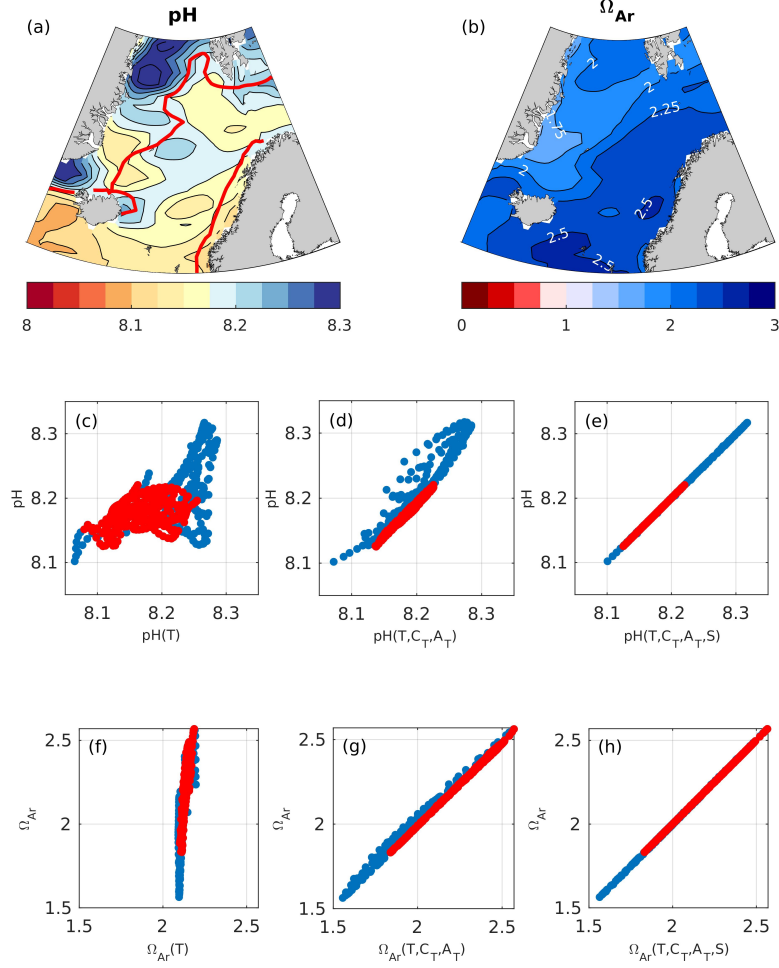 pH
Ω_Ar
(a)
(b)
2
2
2.25
2
2
2.5
2.5
2.5
8
8.1
8.2
8.3
0
1
2
3
(c)
(d)
(e)
8.3
8.2
8.1
pH
8.3
8.2
8.1
pH
8.3
8.2
8.1
pH
8.1
8.2
8.3
8.1
8.2
8.3
8.1
8.2
8.3
pH(T)
pH(T,C_T,A_T)
pH(T,C_T,A_T,S)
(f)
(g)
(h)
2.5
2
1.5
Ω_Ar
2.5
2
1.5
Ω_Ar
2.5
2
1.5
Ω_Ar
1.5
2
2.5
1.5
2
2.5
1.5
2
2.5
Ω_Ar(T)
Ω_Ar(T,C_T,A_T)
Ω_Ar(T,C_T,A_T,S)